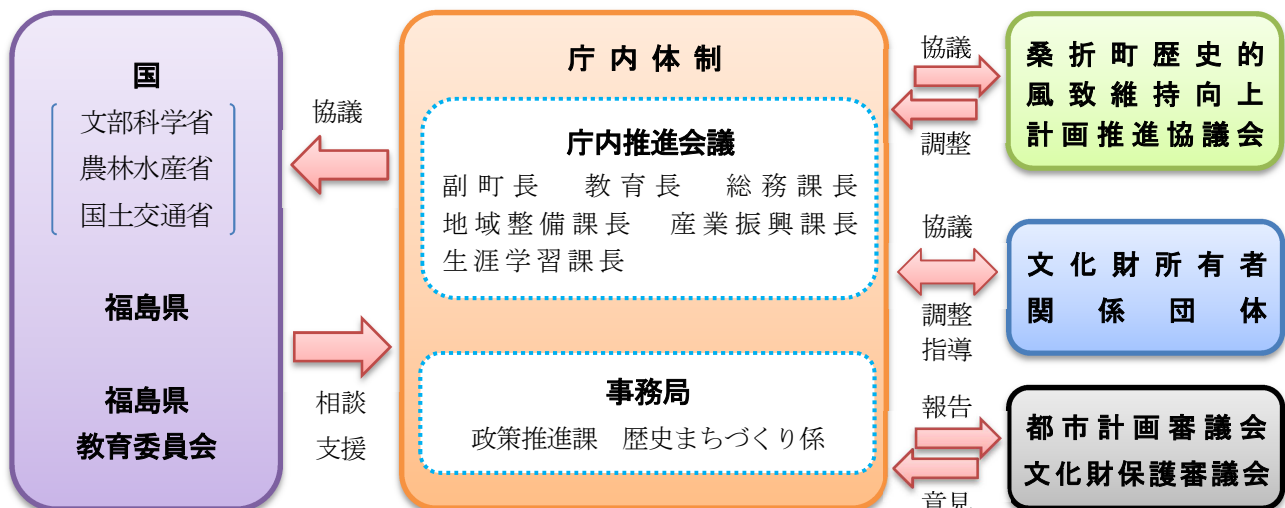 国
文部科学省
農林水産省
国土交通省
福島県
福島県
教育委員会
協議
相談
支援
庁内体制
庁内推進会議
副町長 教育長 総務課長
地域整備課長 産業振興課長
生涯学習課長
事務局
政策推進課 歴史まちづくり係
協議
調整
桑折町歴史的
風致維持向上
計画推進協議会
協議
調整
指導
文化財所有者
関係団体
報告
意見
都市計画審議会
文化財保護審議会